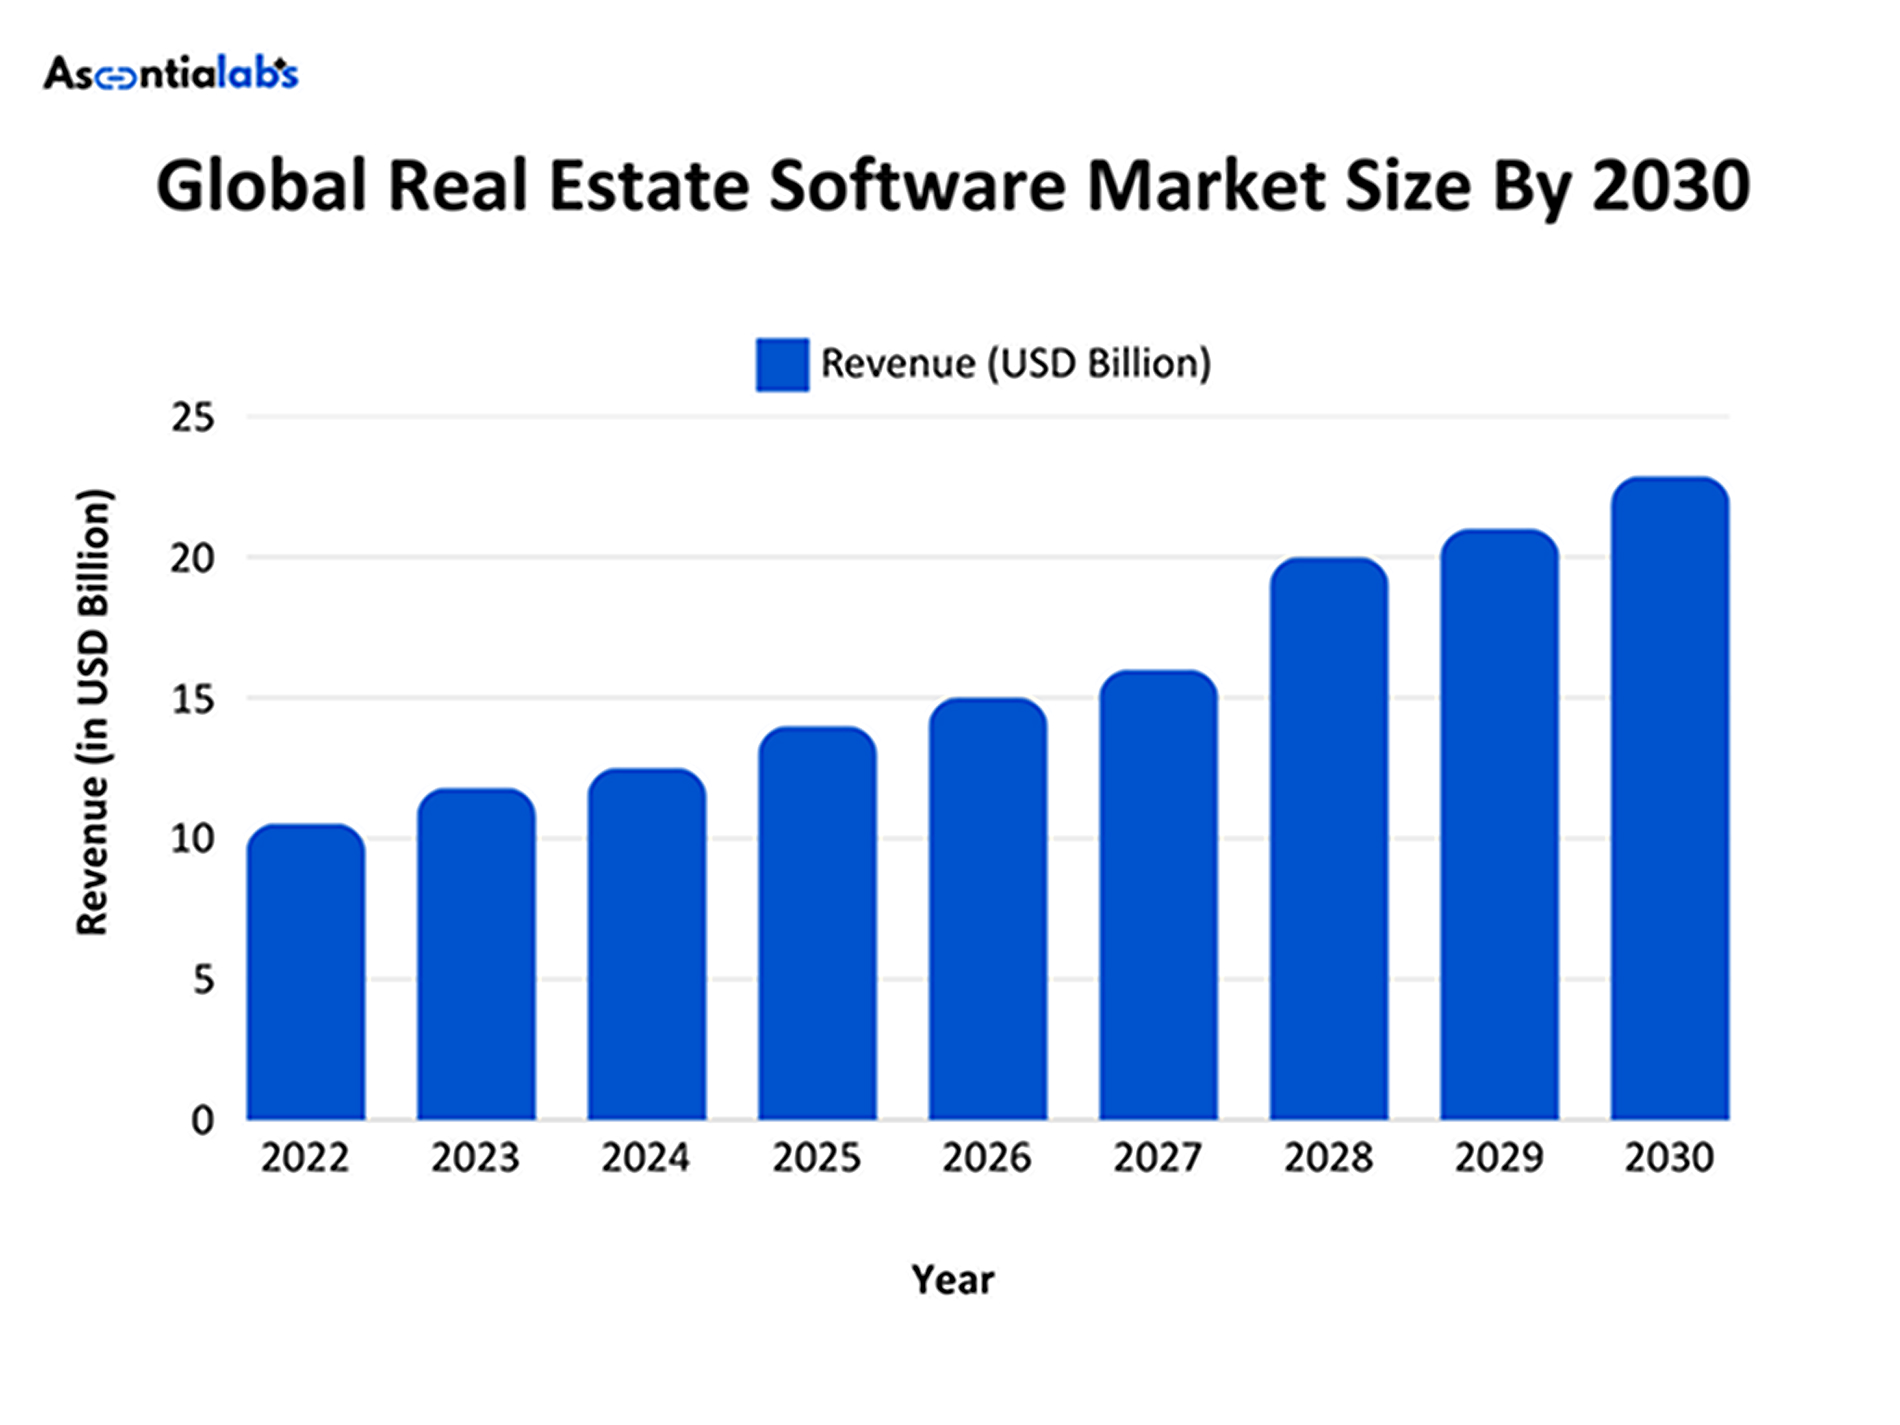 Ascentialabs
Global Real Estate Software Market Size By 2030
Revenue (USD Billion)
Revenue (in USD Billion)
25
20
15
10
5
0
2022 2023 2024 2025 2026 2027 2028 2029 2030
Year